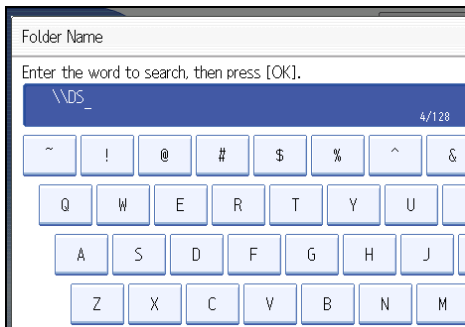 Folder Name
Enter the word to search, then press [OK].
\\DS_
4/128
~ ! @ # $ % ^ &
Q W E R T Y U
A S D F G H J
Z X C V B N M